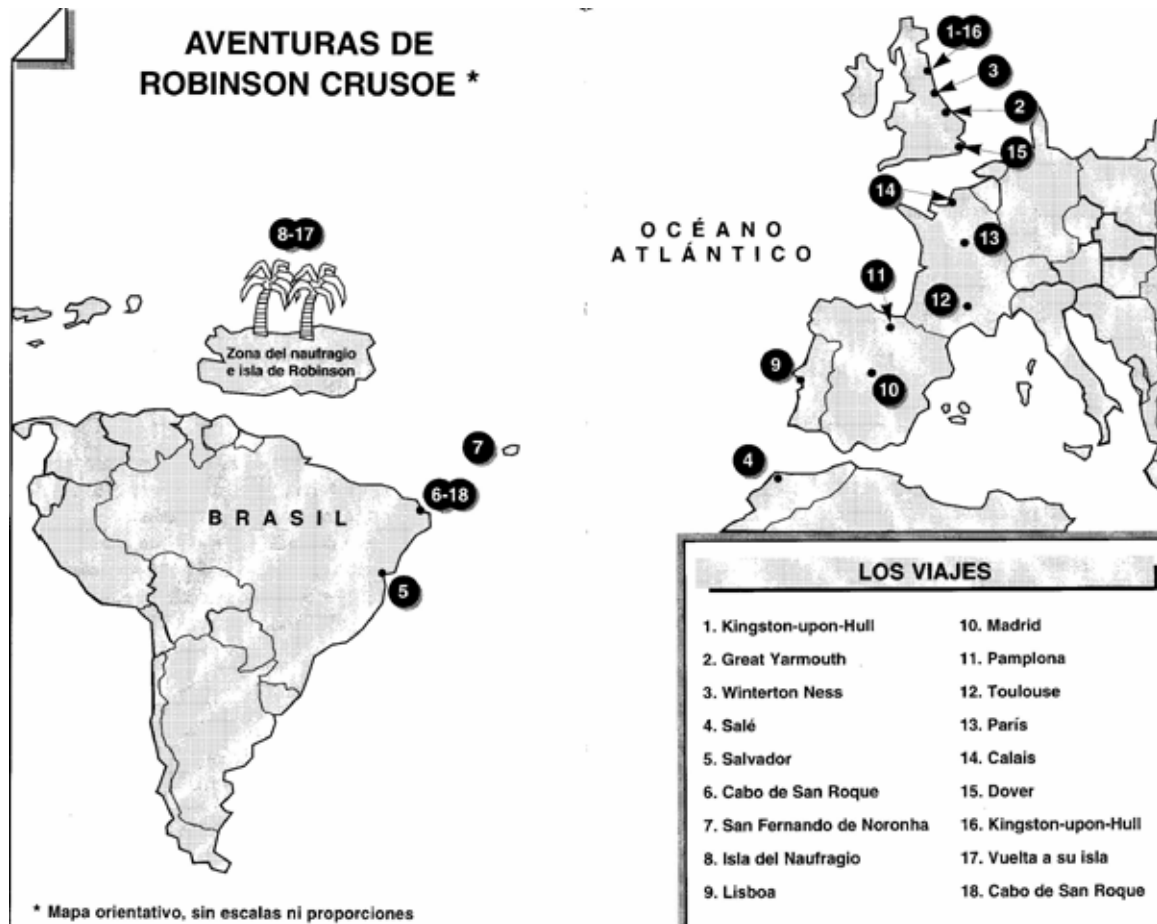 AVENTURAS DE
ROBINSON CRUSOE *
8-17
Zona del naufragio
e isla de Robinson
7
6-18
BRASIL
5
* Mapa orientativo, sin escalas ni proporciones
1-16
3
2
15
14
OCÉANO
ATLÁNTICO
13
11
12
9
10
4
LOS VIAJES
1. Kingston-upon-Hull
2. Great Yarmouth
3. Winterton Ness
4. Salé
5. Salvador
6. Cabo de San Roque
7. San Fernando de Noronha
8. Isla del Naufragio
9. Lisboa
10. Madrid
11. Pamplona
12. Toulouse
13. París
14. Calais
15. Dover
16. Kingston-upon-Hull
17. Vuelta a su isla
18. Cabo de San Roque